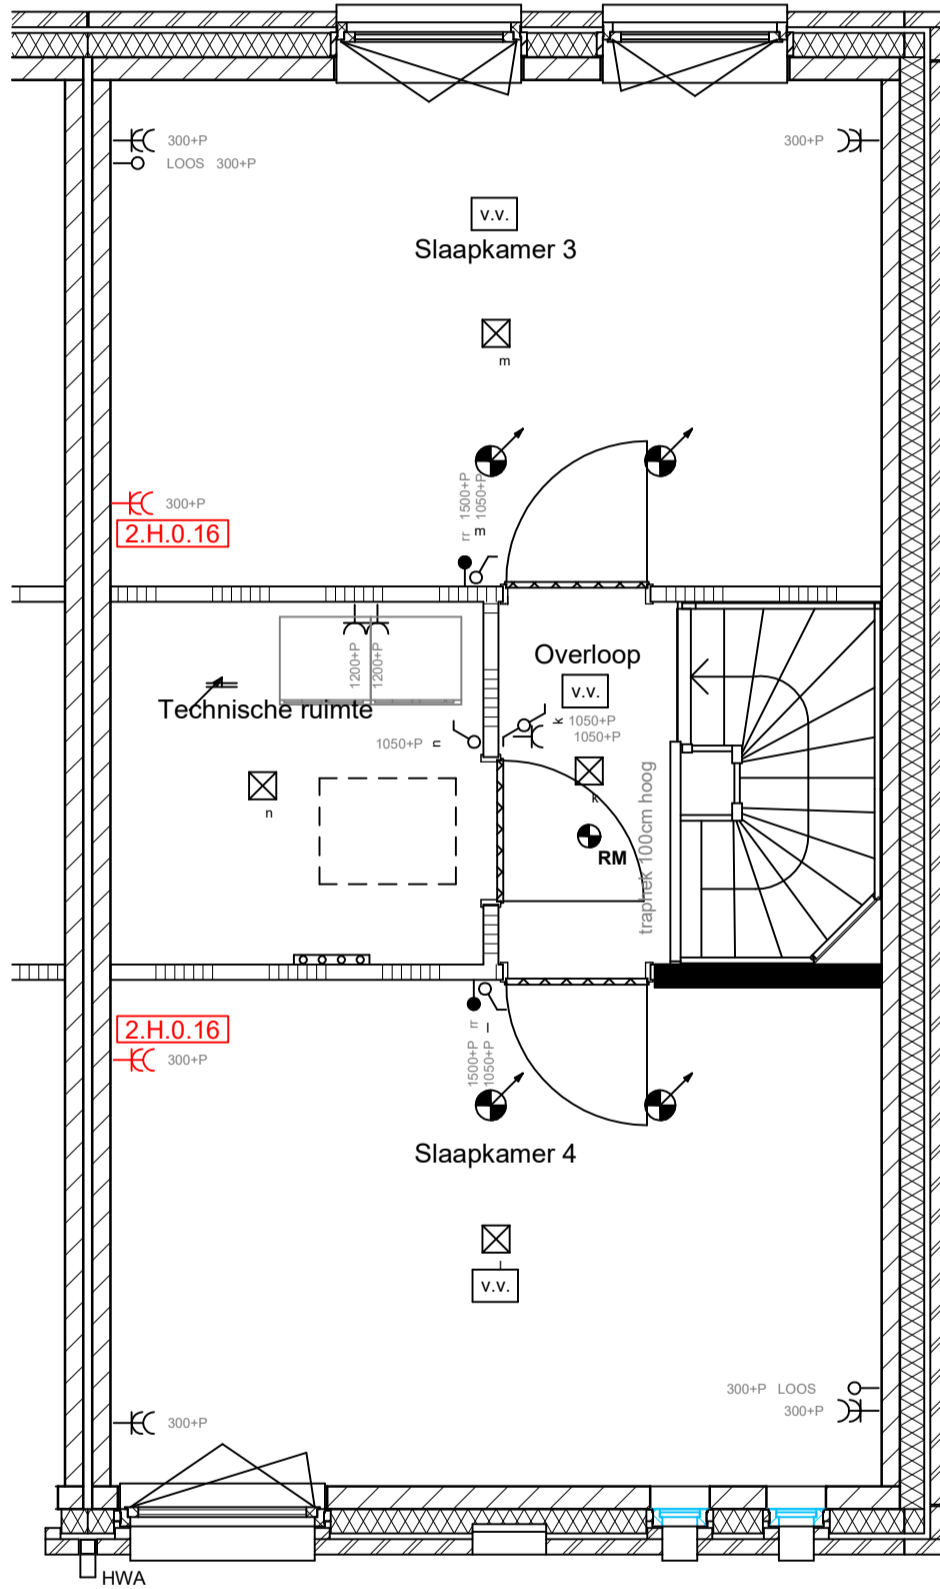 300+P
300+P
LOOS 300+P
v.v.
Slaapkamer 3
m
300+P
2.H.0.16
rr 1500+P
m 1050+P
Overloop
1200+P
1200+P
v.v.
Technische ruimte
k 1050+P
1050+P n
1050+P
k
n
RM
traphek 100cm hoog
2.H.0.16
300+P
1500+P rr
1050+P l
Slaapkamer 4
l
v.v.
300+P LOOS
300+P
300+P
HWA